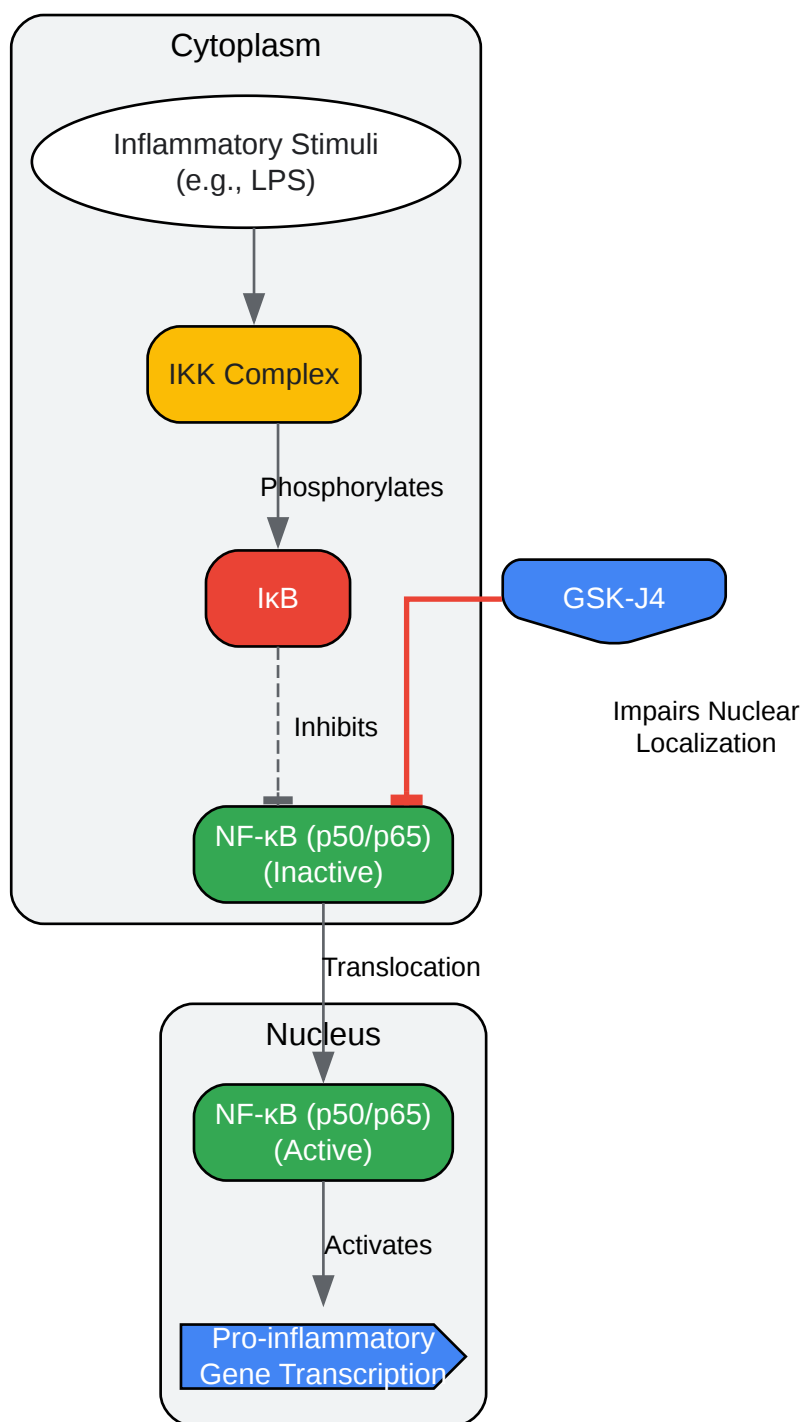 Cytoplasm
Inflammatory Stimuli
(e.g., LPS)
IKK Complex
Phosphorylates
IκB
GSK-J4
Inhibits
Impairs Nuclear
Localization
NF-κB (p50/p65)
(Inactive)
Translocation
Nucleus
NF-κB (p50/p65)
(Active)
Activates
Pro-inflammatory
Gene Transcription